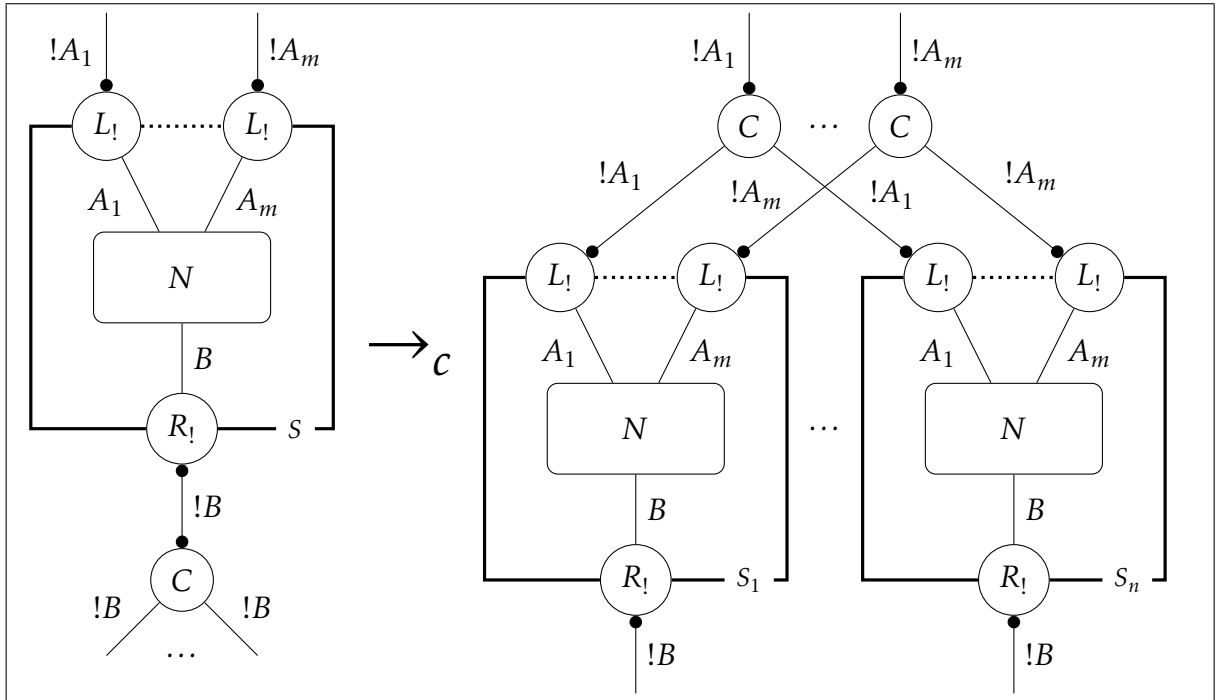 !A₁ !Aₘ !A₁ !Aₘ
L! L! C ... C
A₁ Aₘ !A₁ !Aₘ !A₁ !Aₘ
N L! L! L! L!
B →c A₁ Aₘ A₁ Aₘ
R! S N ... N
!B B B
C R! S₁ R! Sₙ
!B !B !B !B
...